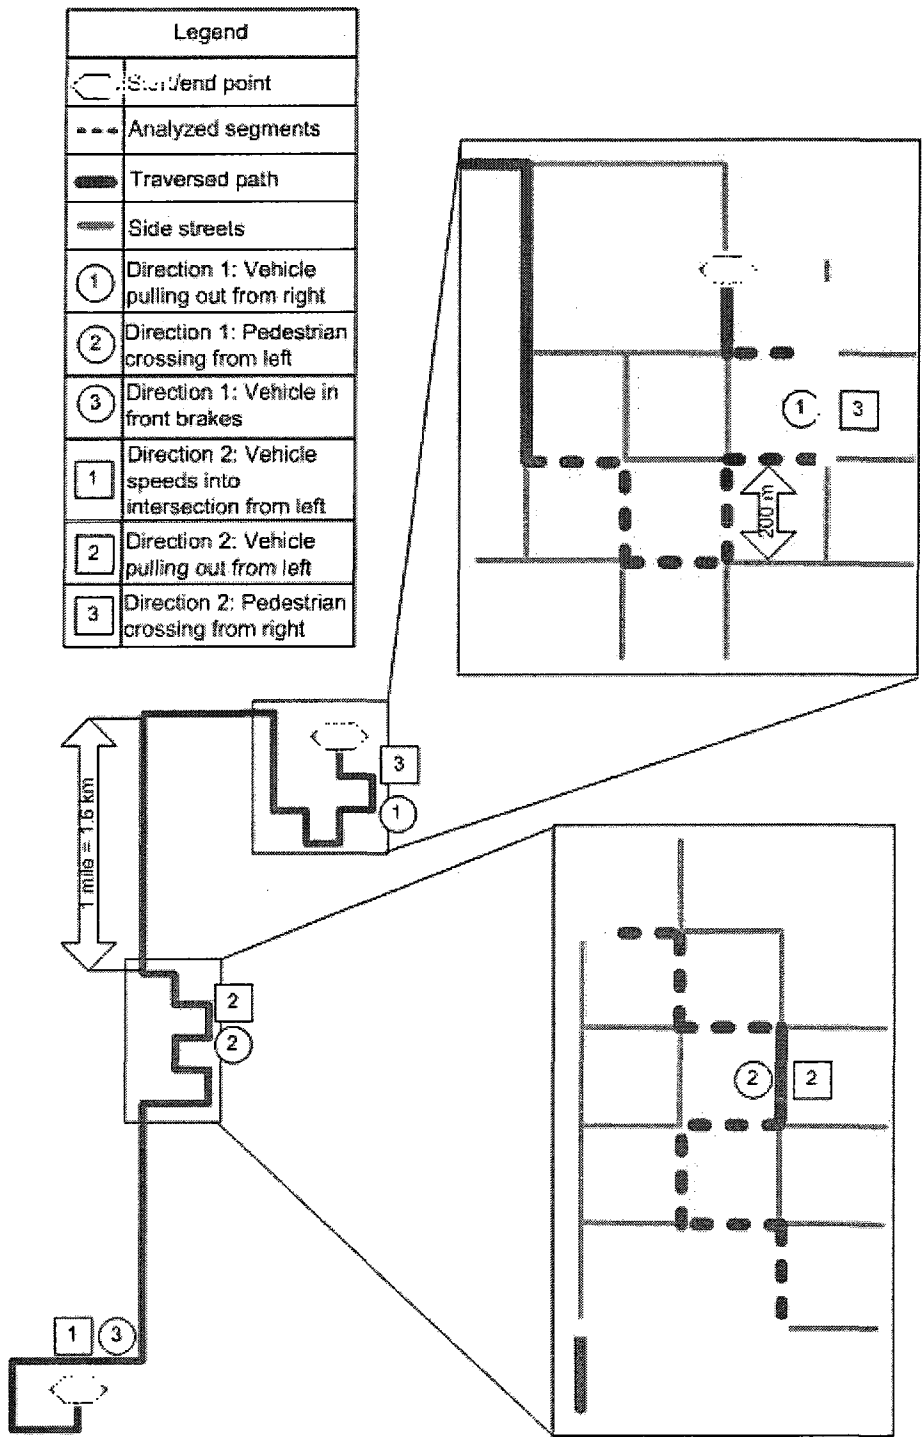 Legend
Start/end point
Analyzed segments
Traversed path
Side streets
1
Direction 1: Vehicle
pulling out from right
2
Direction 1: Pedestrian
crossing from left
3
Direction 1: Vehicle in
front brakes
1
Direction 2: Vehicle
speeds into
intersection from left
2
Direction 2: Vehicle
pulling out from left
3
Direction 2: Pedestrian
crossing from right
1
3
200 m
3
1
1 mile = 1.6 km
2
2
2
2
1
3